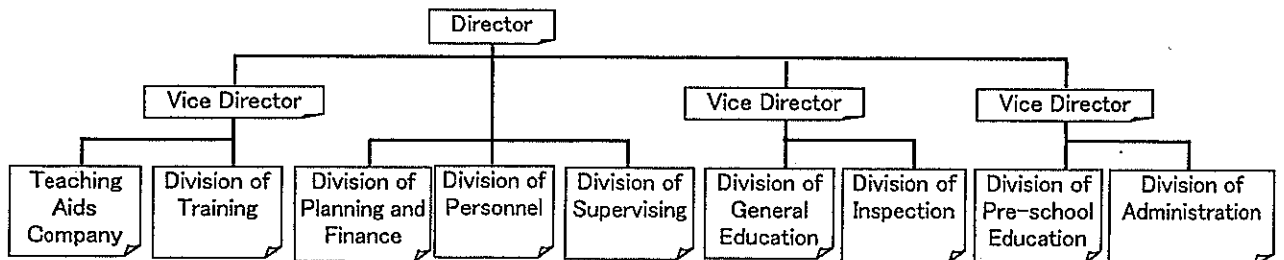 Director
Vice Director
Vice Director
Vice Director
Teaching
Aids
Company
Division of
Training
Division of
Planning and
Finance
Division of
Personnel
Division of
Supervising
Division of
General
Education
Division of
Inspection
Division of
Pre-school
Education
Division of
Administration